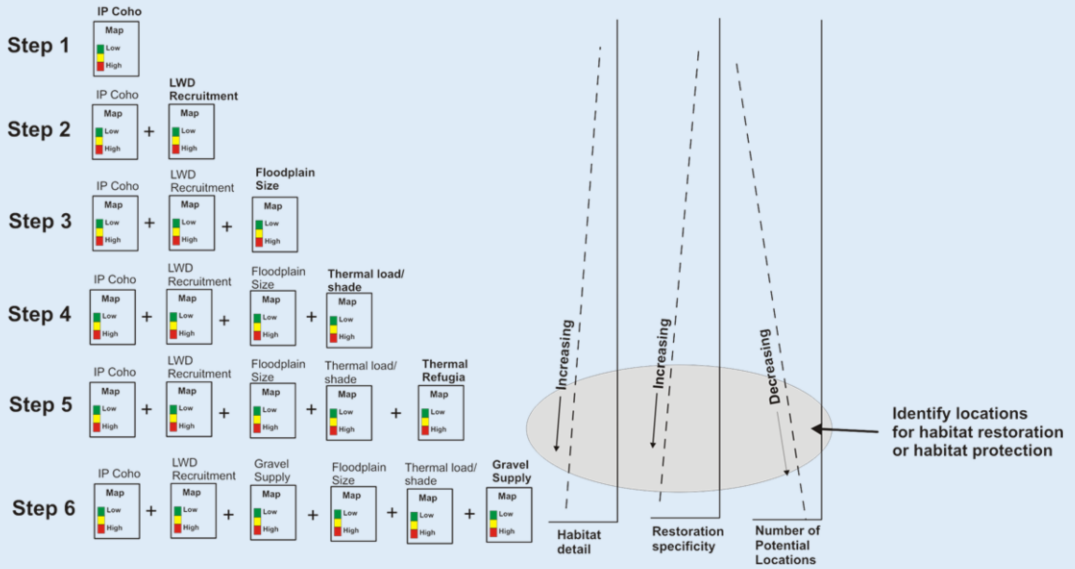 IP Coho
Step 1
Map
Low
High
IP Coho
LWD
Recruitment
Step 2
Map
Low
High
+
Map
Low
High
IP Coho
LWD
Recruitment
Floodplain
Size
Step 3
Map
Low
High
+
Map
Low
High
+
Map
Low
High
IP Coho
LWD
Recruitment
Floodplain
Size
Thermal load/
shade
Step 4
Map
Low
High
+
Map
Low
High
+
Map
Low
High
+
Map
Low
High
IP Coho
LWD
Recruitment
Floodplain
Size
Thermal load/
shade
Thermal
Refugia
Step 5
Map
Low
High
+
Map
Low
High
+
Map
Low
High
+
Map
Low
High
+
Map
Low
High
IP Coho
LWD
Recruitment
Gravel
Supply
Floodplain
Size
Thermal load/
shade
Gravel
Supply
Step 6
Map
Low
High
+
Map
Low
High
+
Map
Low
High
+
Map
Low
High
+
Map
Low
High
+
Map
Low
High
Increasing
Increasing
Decreasing
Habitat
detail
Restoration
specificity
Number of
Potential
Locations
Identify locations
for habitat restoration
or habitat protection